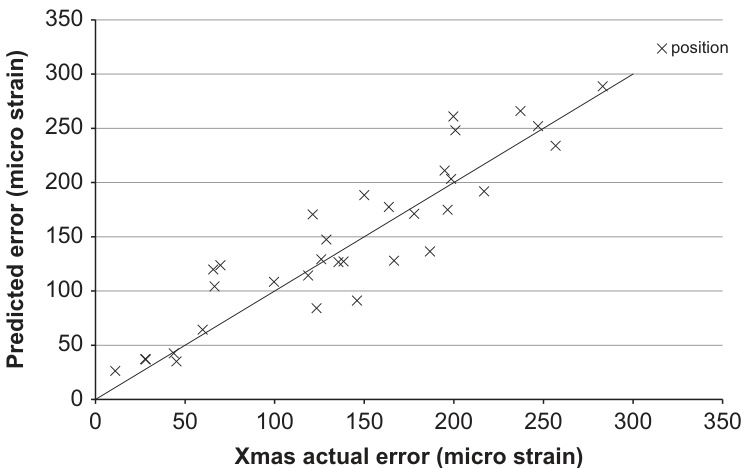 350
300
250
200
150
100
50
0
0 50 100 150 200 250 300 350
position
Predicted error (micro strain)
Xmas actual error (micro strain)